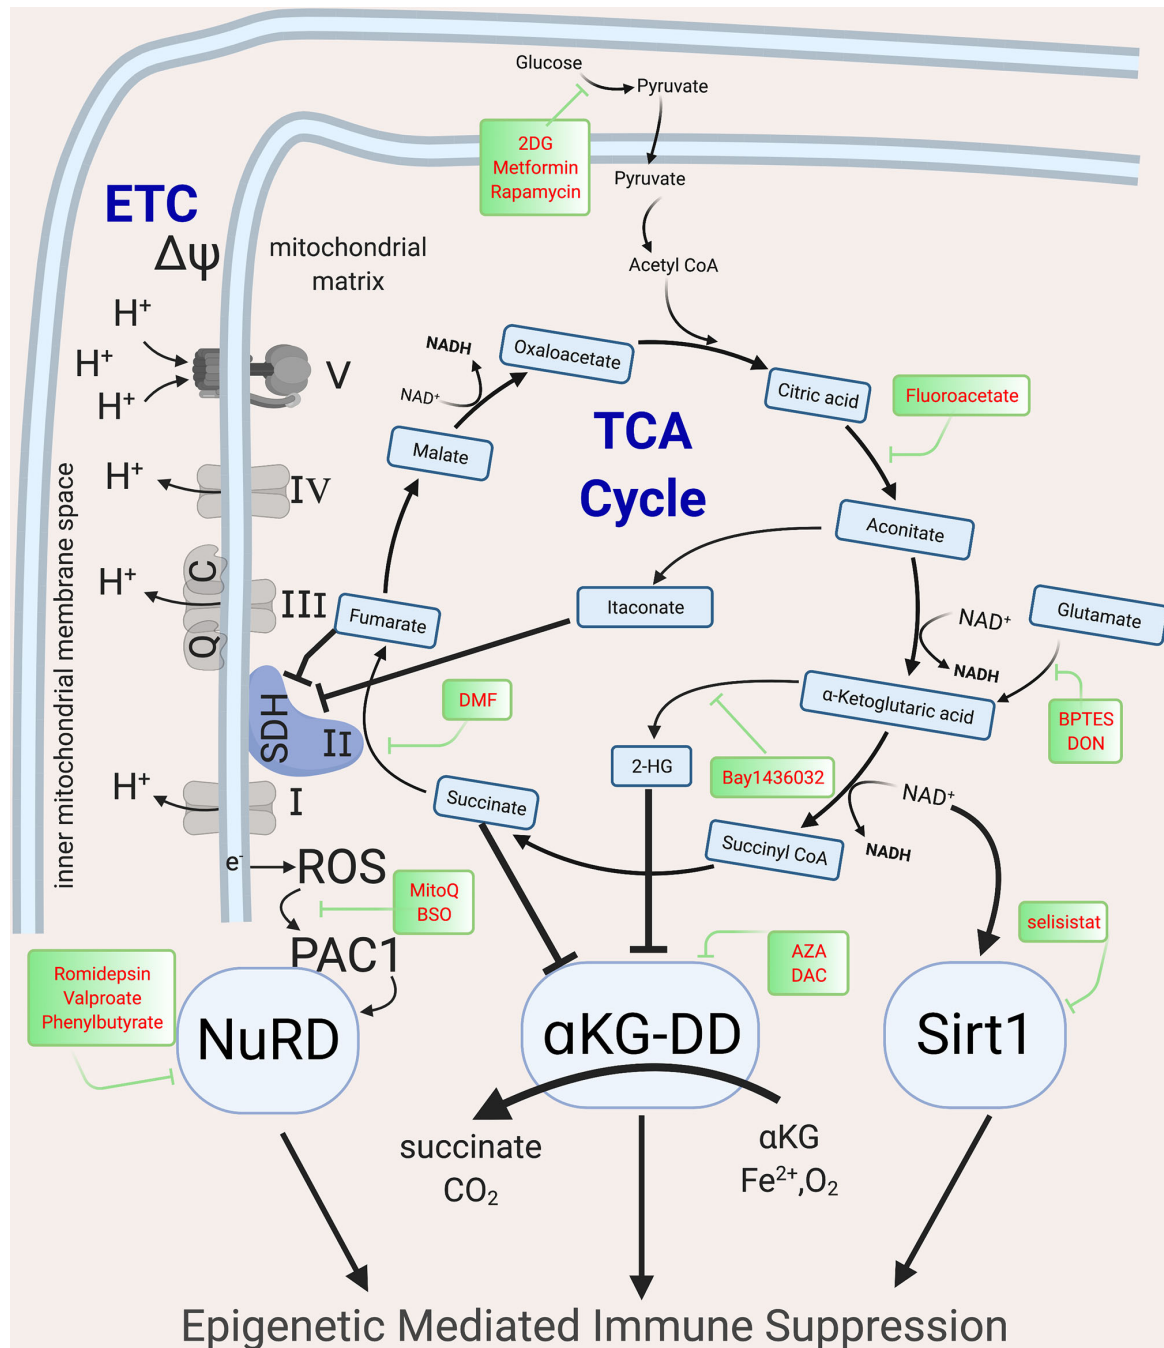 Glucose
Pyruvate
2DG
Metformin
Rapamycin
Pyruvate
ETC
Δψ
mitochondrial
matrix
Acetyl CoA
H⁺
H⁺
H⁺
V
NADH
NAD⁺
Oxaloacetate
Citric acid
Fluoroacetate
TCA
Cycle
Malate
H⁺
IV
Aconitate
inner mitochondrial membrane space
H⁺
C
Q
III
Fumarate
Itaconate
NAD⁺
NADH
Glutamate
SDH
II
DMF
α-Ketoglutaric acid
BPTES
DON
2-HG
Bay1436032
H⁺
I
Succinate
NAD⁺
Succinyl CoA
NADH
e⁻
ROS
MitoQ
BSO
selisistat
PAC1
AZA
DAC
Romidepsin
Valproate
Phenylbutyrate
NuRD
αKG-DD
Sirt1
succinate
CO₂
αKG
Fe²⁺,O₂
Epigenetic Mediated Immune Suppression